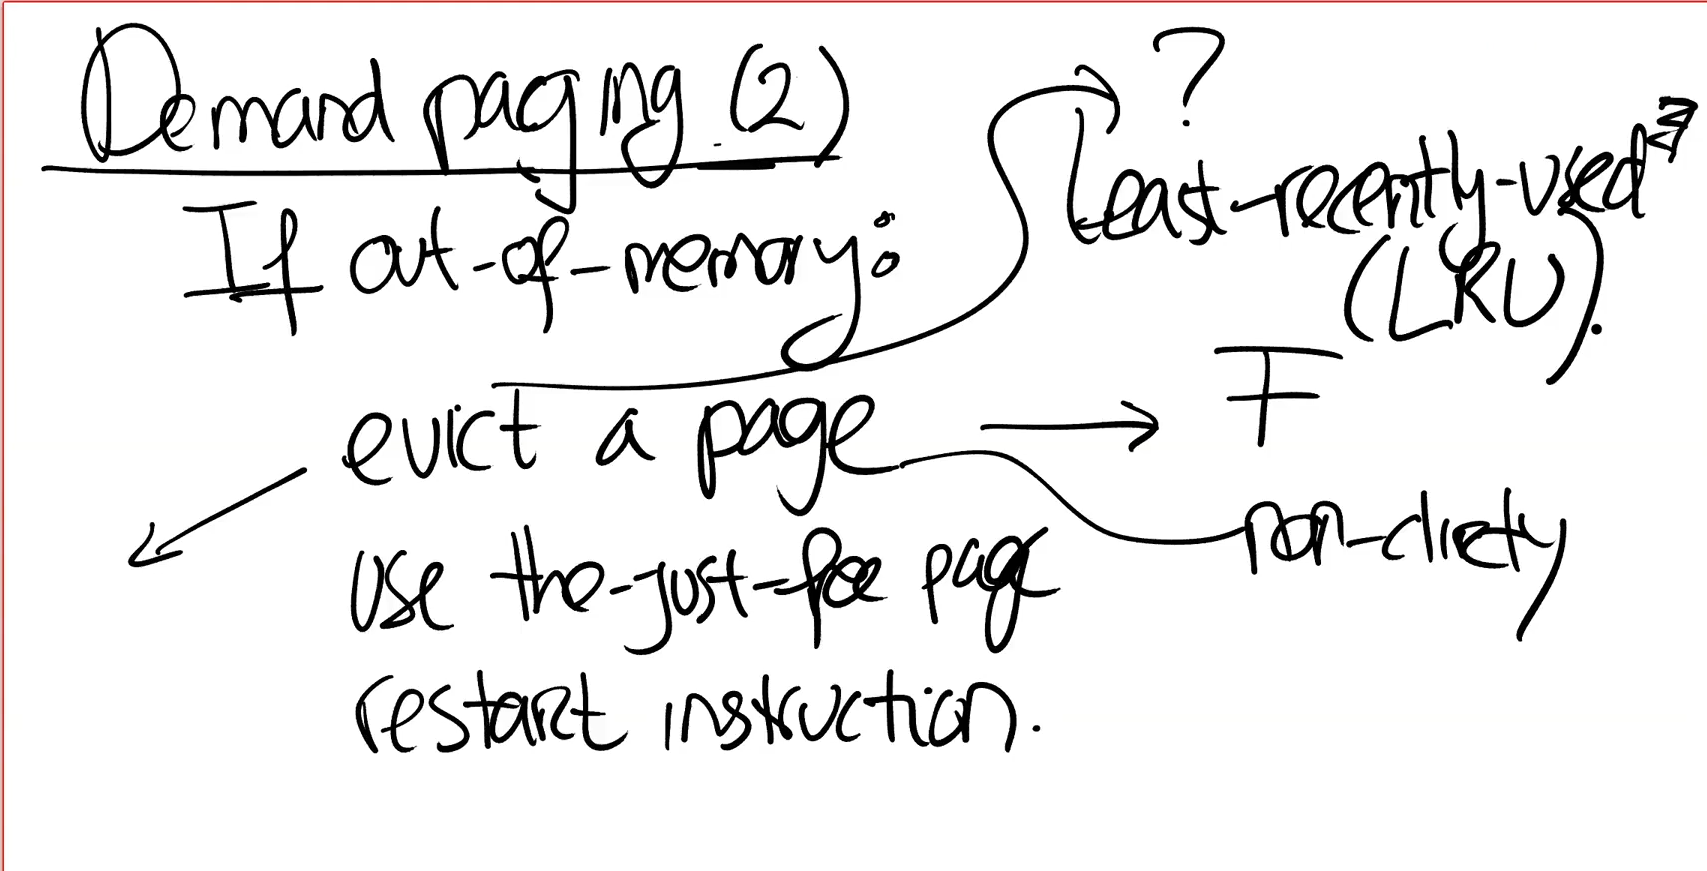 Demand paging (2)
?
Least-recently-used
(LRU).
If out-of-memory:
evict a page
non-dirty
use the-just-free page
restart instruction.